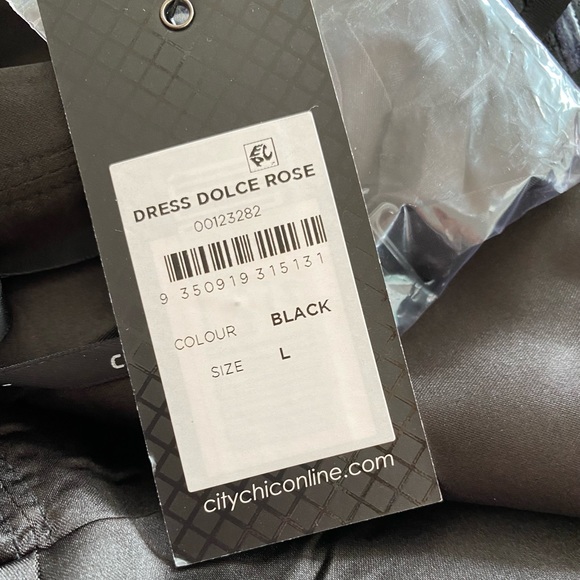 DRESS DOLCE ROSE
00123282
9 350919 315131
COLOUR BLACK
SIZE L
citychiconline.com
C